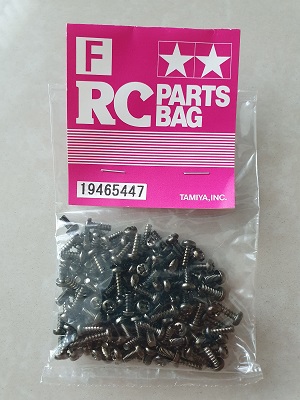 F
RC PARTS BAG
19465447
TAMIYA, INC.